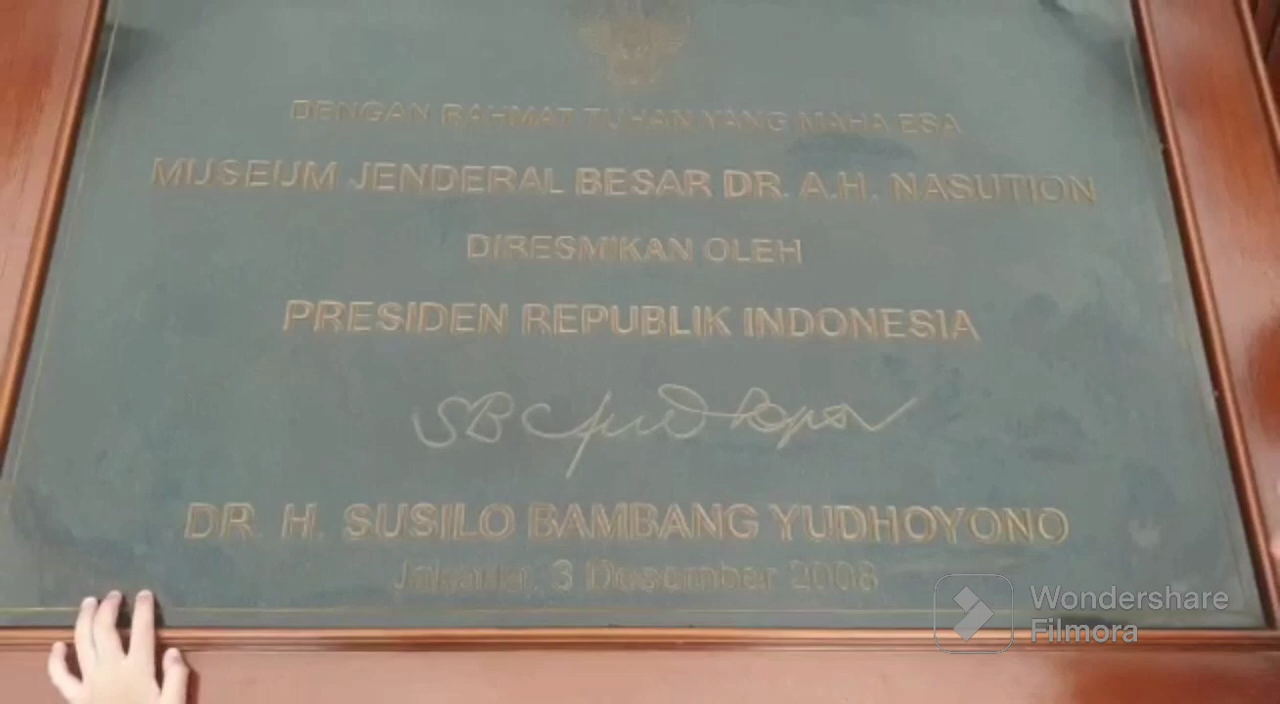 DENGAN RAHMAT TUHAN YANG MAHA ESA
MUSEUM JENDERAL BESAR DR. A.H. NASUTION
DIRESMIKAN OLEH
PRESIDEN REPUBLIK INDONESIA
DR. H. SUSILO BAMBANG YUDHOYONO
Jakarta, 3 Desember 2008
Wondershare
Filmora